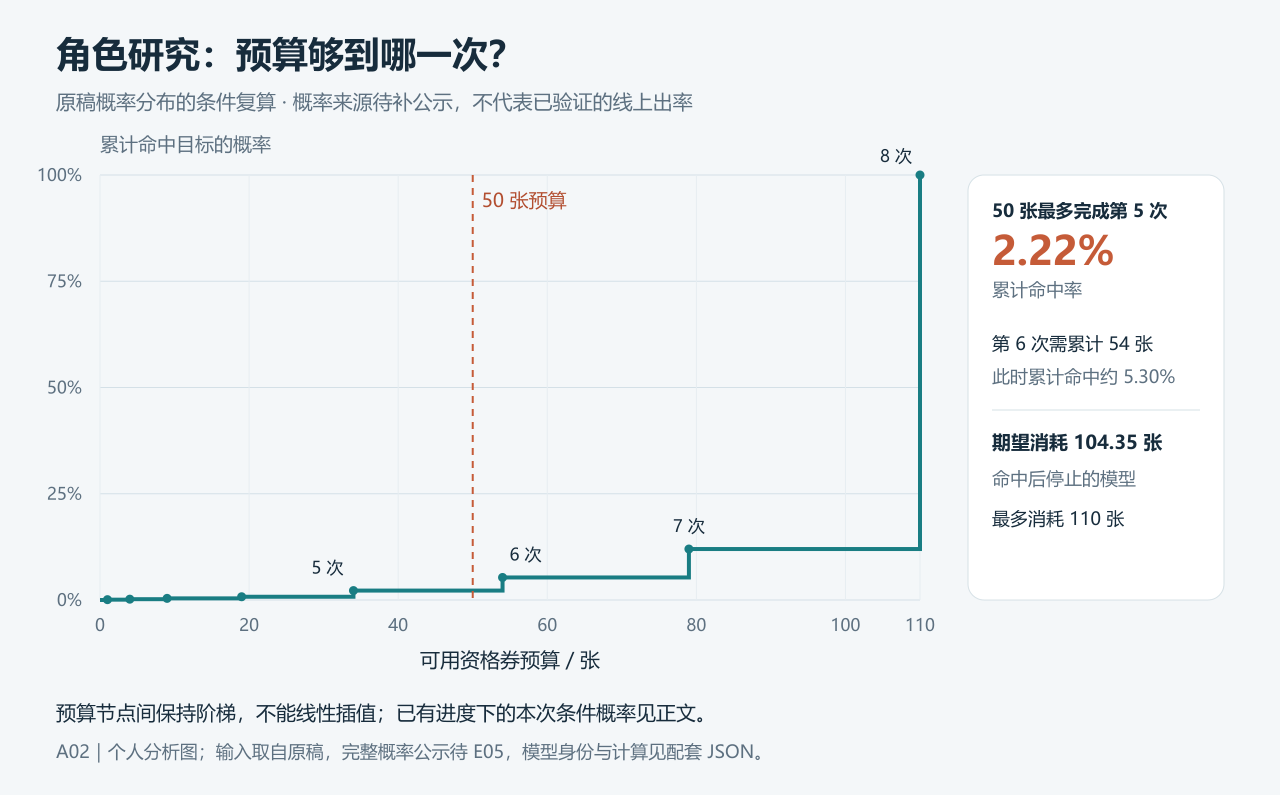 角色研究：预算够到哪一次？
原稿概率分布的条件复算 · 概率来源待补公示，不代表已验证的线上出率
累计命中目标的概率
8 次
100%
50 张预算
75%
50%
25%
7 次
6 次
5 次
0%
0 20 40 60 80 100 110
可用资格券预算 / 张
50 张最多完成第 5 次
2.22%
累计命中率
第 6 次需累计 54 张
此时累计命中约 5.30%
期望消耗 104.35 张
命中后停止的模型
最多消耗 110 张
预算节点间保持阶梯，不能线性插值；已有进度下的本次条件概率见正文。
A02｜个人分析图；输入取自原稿，完整概率公示待 E05，模型身份与计算见配套 JSON。